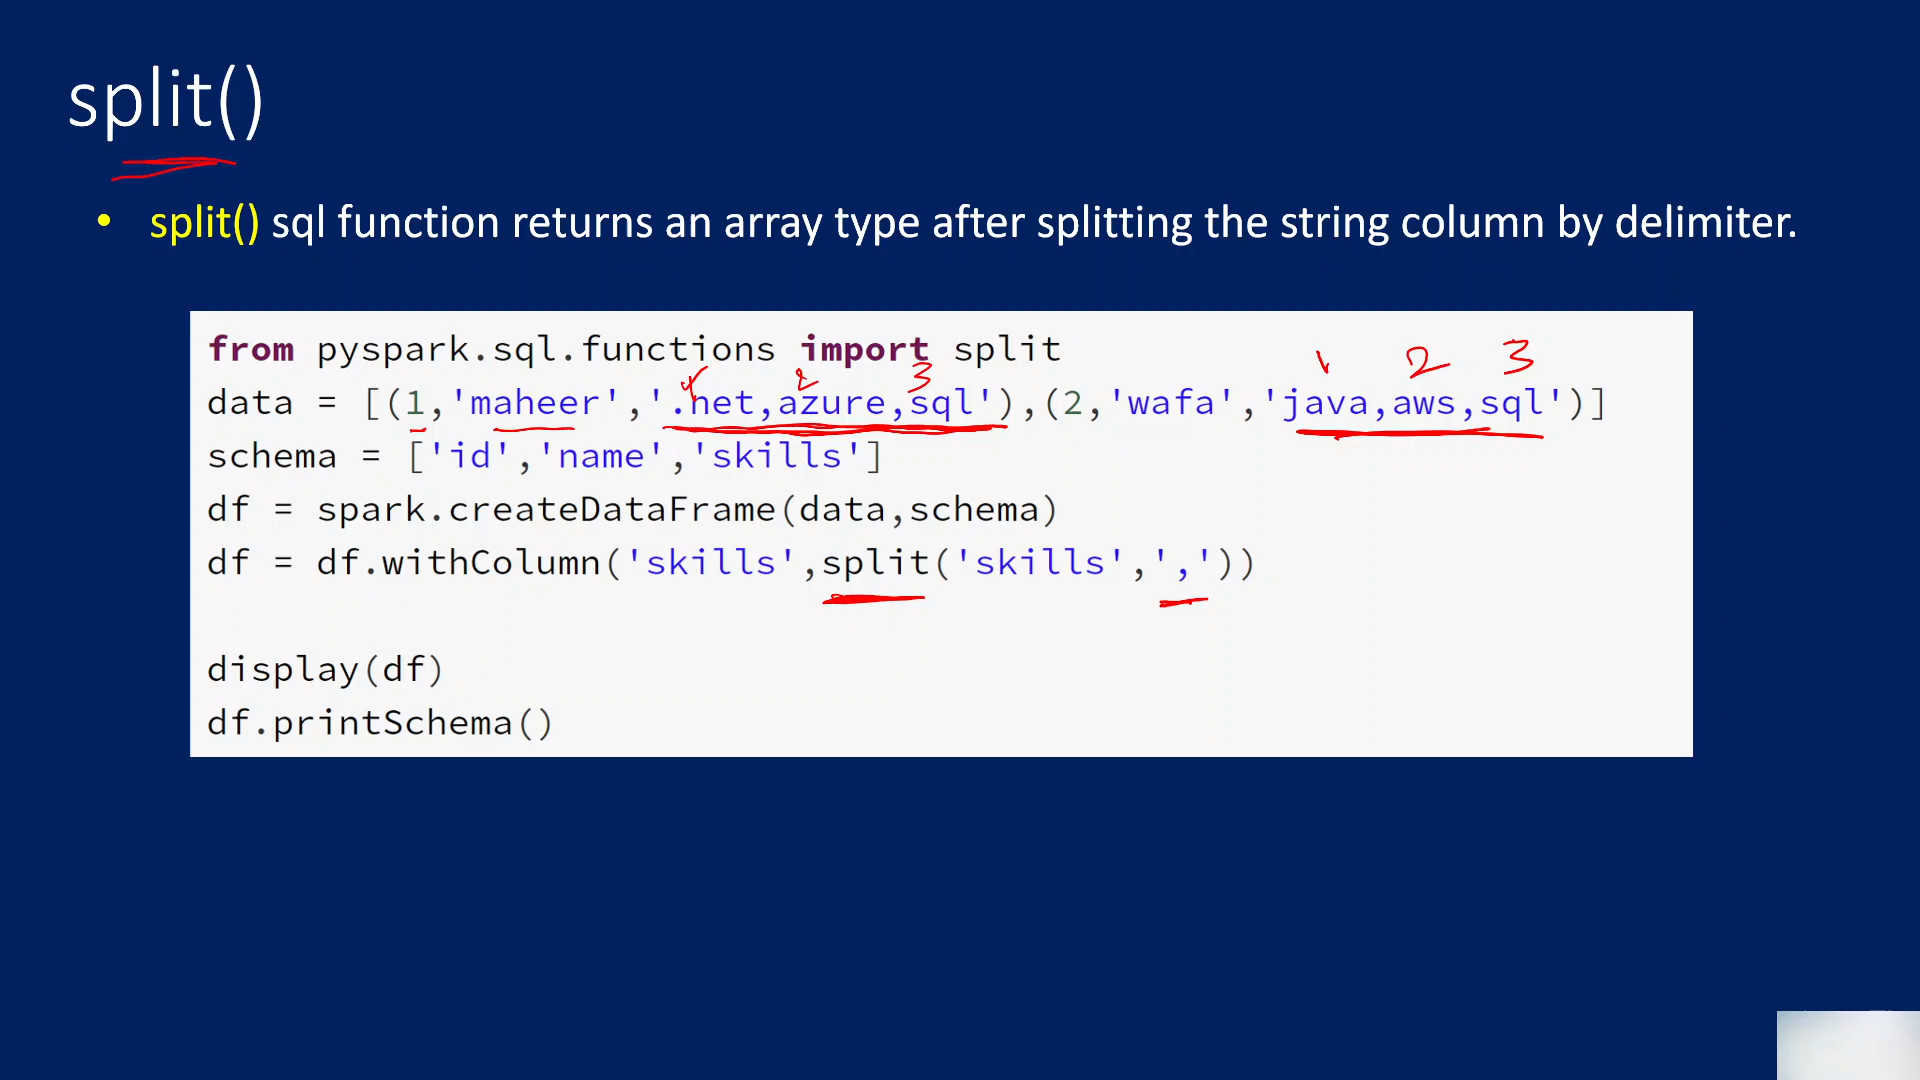 split()
• split() sql function returns an array type after splitting the string column by delimiter.
from pyspark.sql.functions import split
1 2 3 1 2 3
data = [(1,'maheer','.net,azure,sql'),(2,'wafa','java,aws,sql')]
schema = ['id','name','skills']
df = spark.createDataFrame(data,schema)
df = df.withColumn('skills',split('skills',','))
display(df)
df.printSchema()